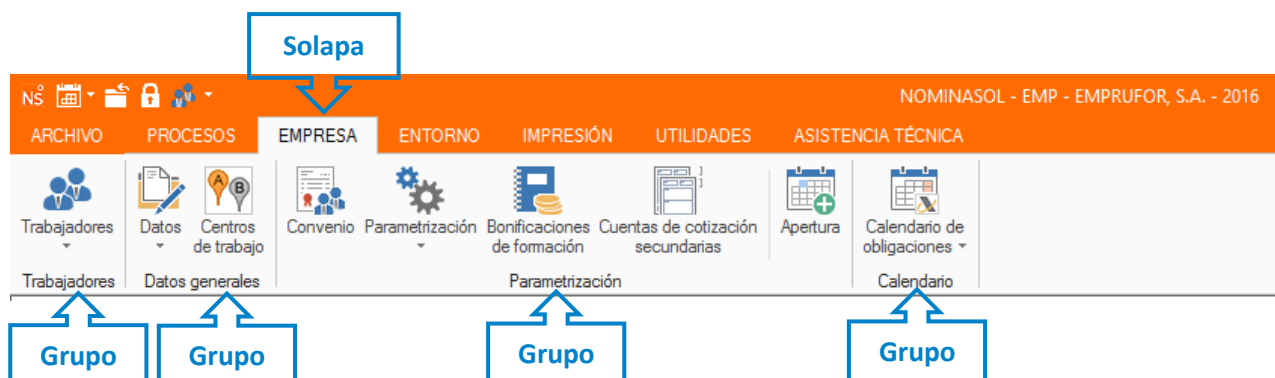 Solapa
NŠ
NOMINASOL - EMP - EMPRUFOR, S.A. - 2016
ARCHIVO PROCESOS EMPRESA ENTORNO IMPRESIÓN UTILIDADES ASISTENCIA TÉCNICA
A B
Trabajadores Datos Centros Convenio Parametrización Bonificaciones Cuentas de cotización Apertura Calendario de
de trabajo de formación secundarias obligaciones
Trabajadores Datos generales Parametrización Calendario
Grupo Grupo Grupo Grupo